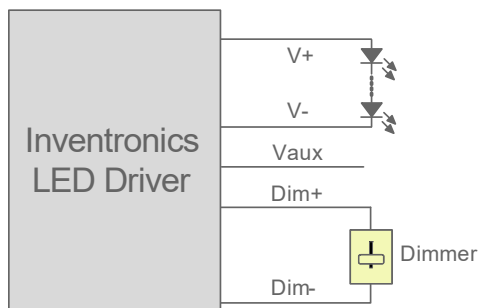 V+
V-
Inventronics
LED Driver
Vaux
Dim+
Dimmer
Dim-